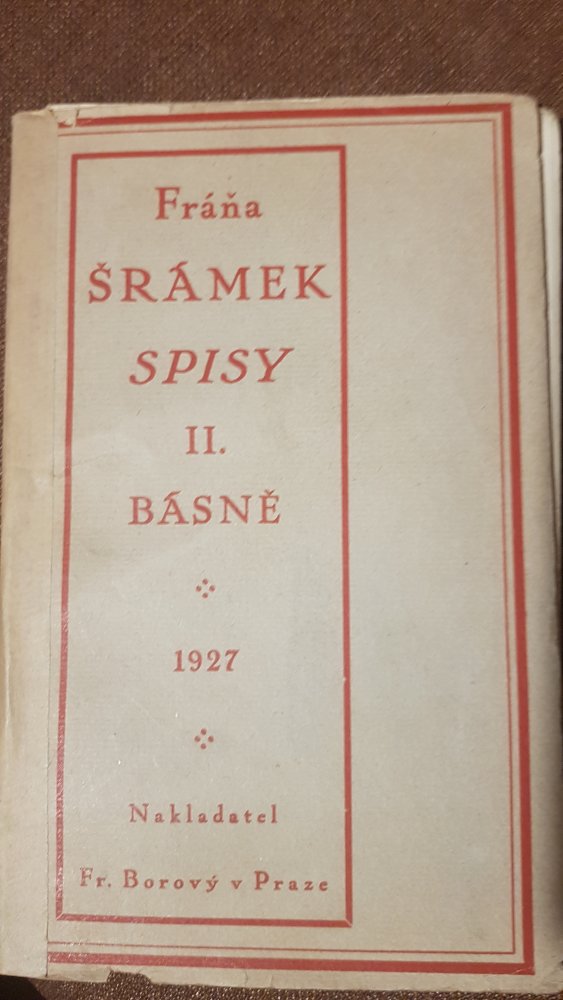 Fráňa
ŠRÁMEK
SPISY
II.
BÁSNĚ
1927
Nakladatel
Fr. Borový v Praze